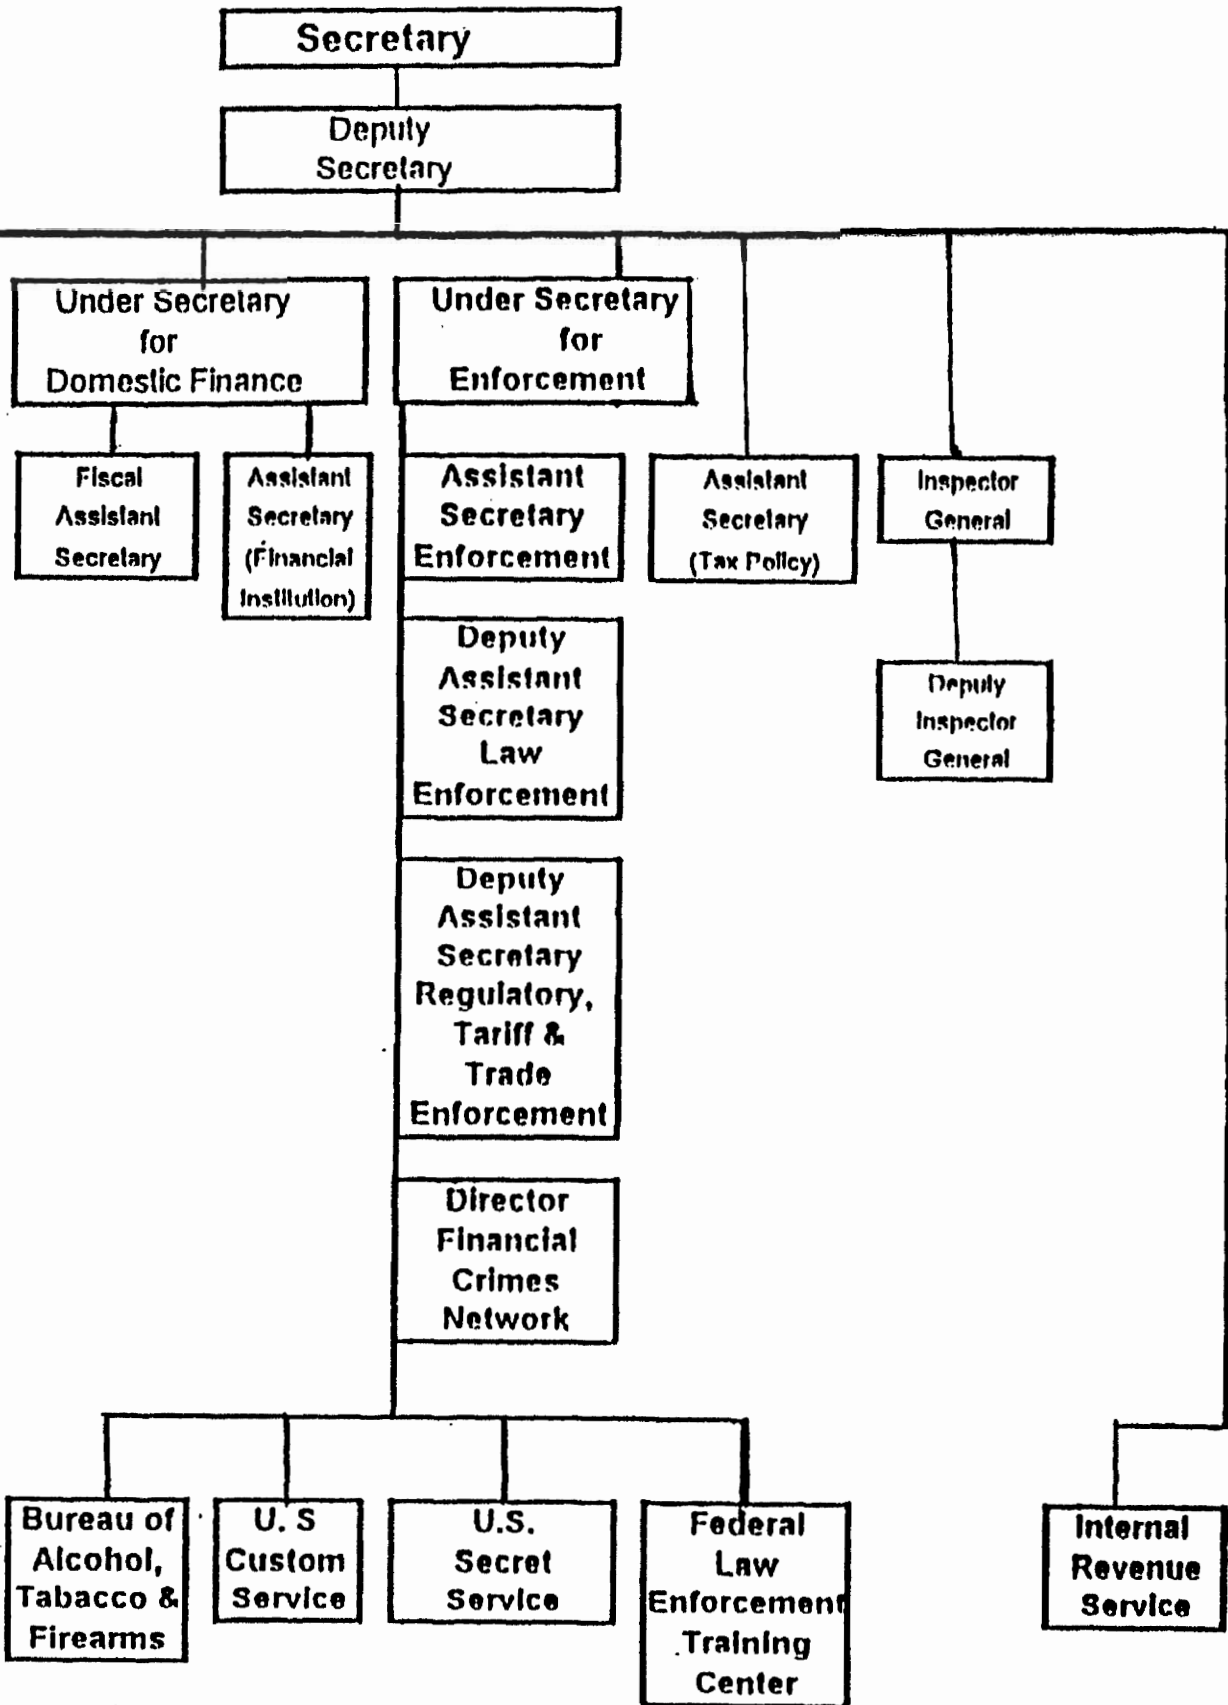 Secretary
Deputy
Secretary
Under Secretary
for
Domestic Finance
Under Secretary
for
Enforcement
Fiscal
Assistant
Secretary
Assistant
Secretary
(Financial
Institution)
Assistant
Secretary
Enforcement
Assistant
Secretary
(Tax Policy)
Inspector
General
Deputy
Assistant
Secretary
Law
Enforcement
Deputy
Inspector
General
Deputy
Assistant
Secretary
Regulatory,
Tariff &
Trade
Enforcement
Director
Financial
Crimes
Network
Bureau of
Alcohol,
Tabacco &
Firearms
U. S
Custom
Service
U.S.
Secret
Service
Federal
Law
Enforcement
Training
Center
Internal
Revenue
Service